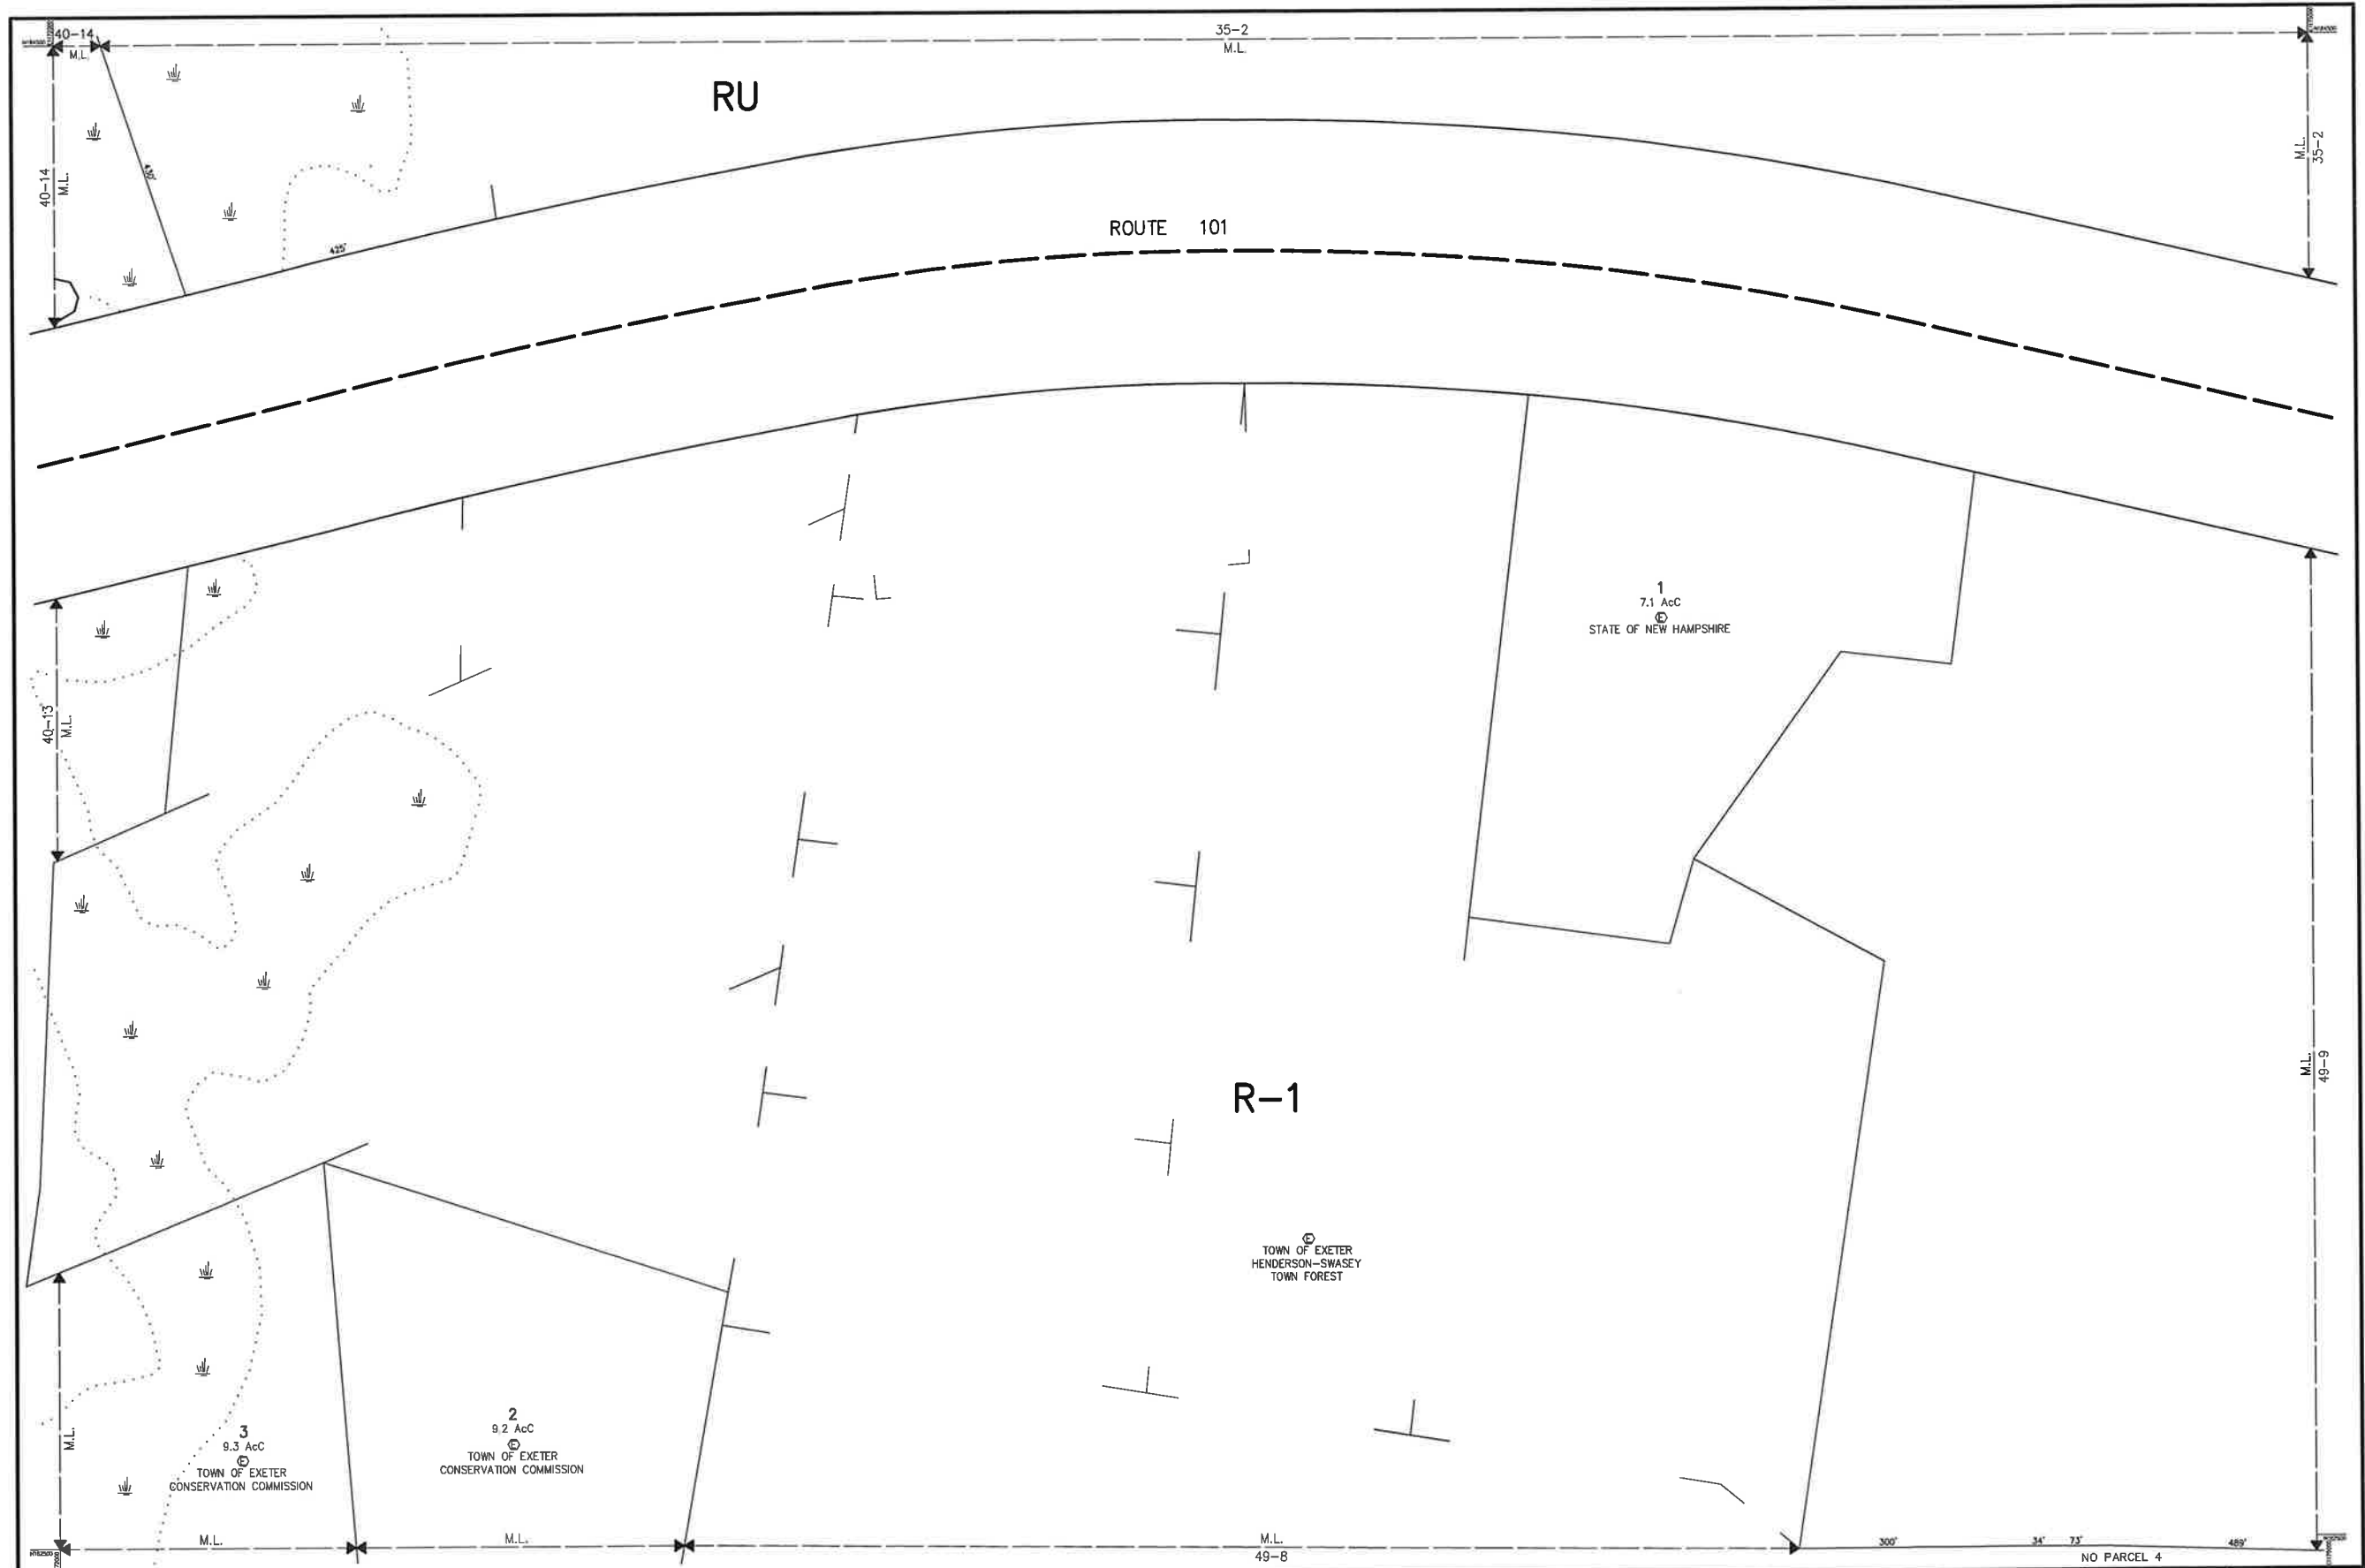 40-14
M.L.
35-2
M.L.
RU
40-14
M.L.
M.L.
35-2
425'
ROUTE 101
1
7.1 AcC
E
STATE OF NEW HAMPSHIRE
40-13
M.L.
R-1
M.L.
49-9
E
TOWN OF EXETER
HENDERSON-SWASEY
TOWN FOREST
M.L.
3
9.3 AcC
E
TOWN OF EXETER
CONSERVATION COMMISSION
2
9.2 AcC
E
TOWN OF EXETER
CONSERVATION COMMISSION
M.L.
M.L.
M.L.
49-8
300'
34'
73'
489'
NO PARCEL 4